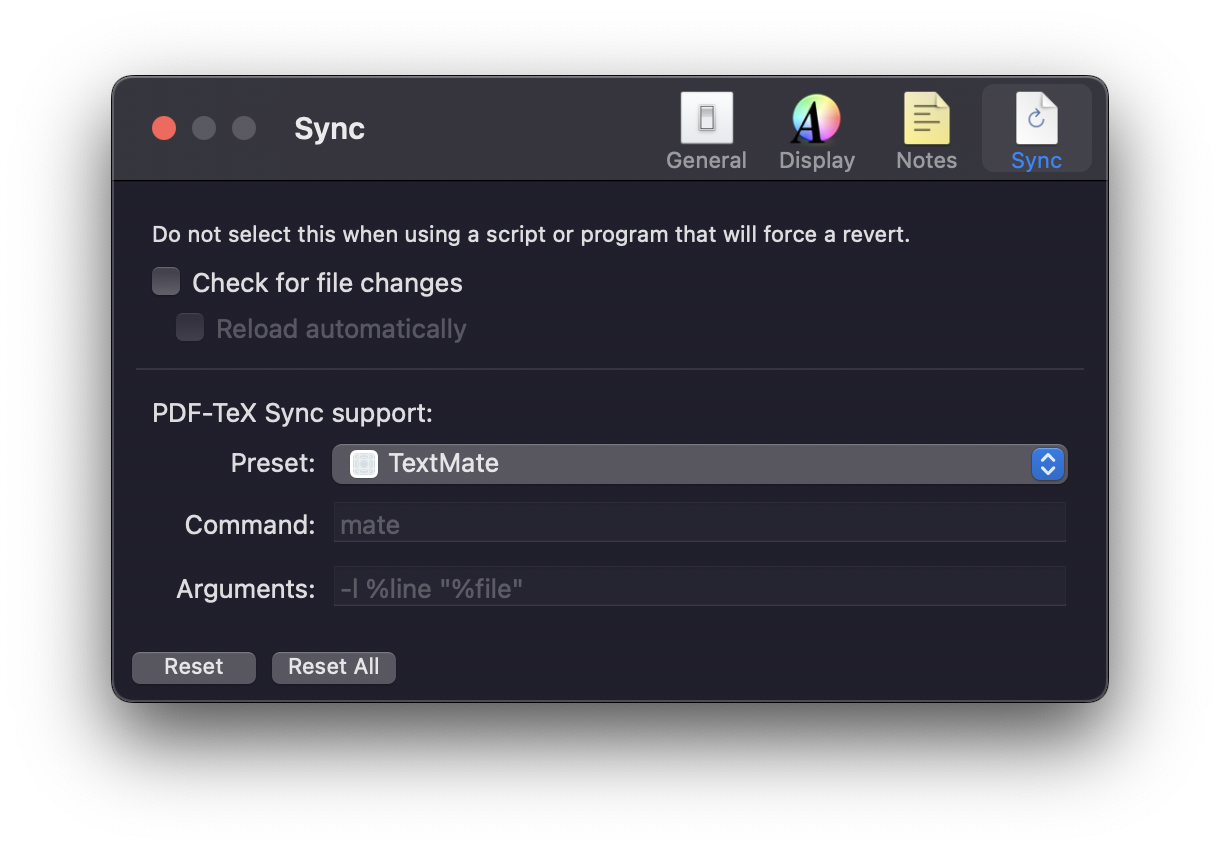 Sync
General
Display
Notes
Sync
Do not select this when using a script or program that will force a revert.
Check for file changes
Reload automatically
PDF-TeX Sync support:
Preset: TextMate
Command: mate
Arguments: -l %line "%file"
Reset
Reset All